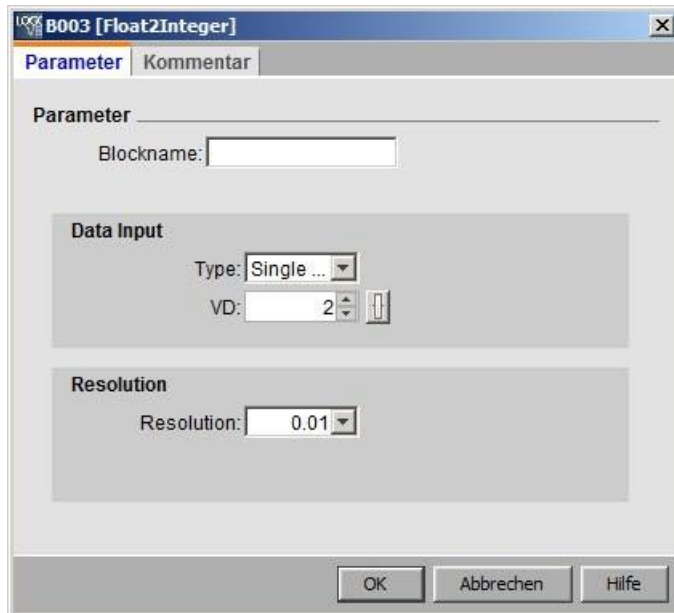 B003 [Float2Integer]
Parameter Kommentar
Parameter
Blockname:
Data Input
Type: Single ...
VD: 2
Resolution
Resolution: 0.01
OK Abbrechen Hilfe